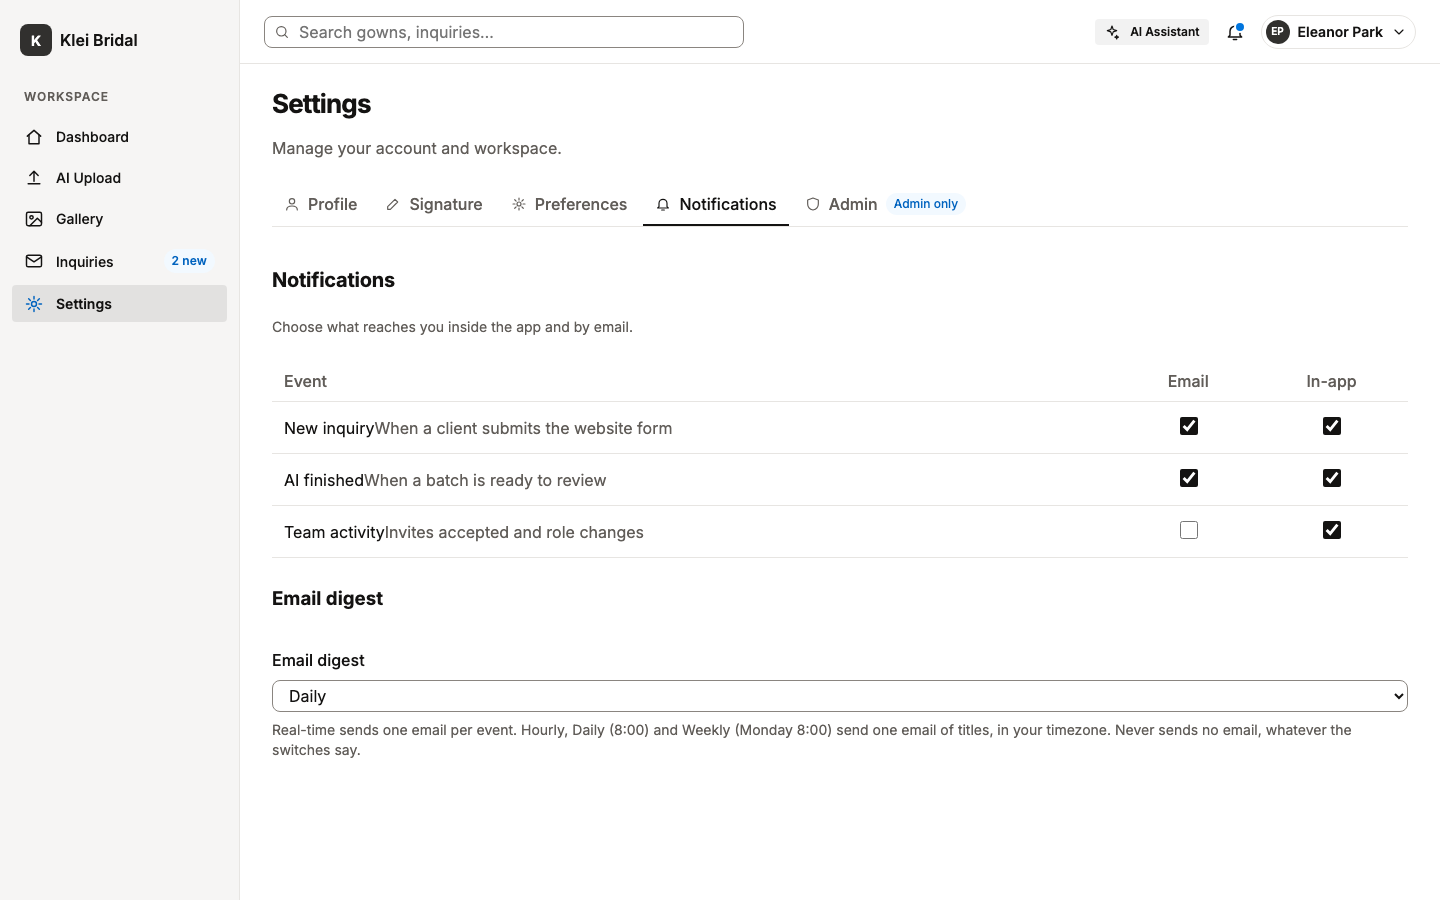 K Klei Bridal
Search gowns, inquiries...
AI Assistant
EP Eleanor Park
WORKSPACE
Dashboard
AI Upload
Gallery
Inquiries 2 new
Settings
Settings
Manage your account and workspace.
Profile Signature Preferences Notifications Admin Admin only
Notifications
Choose what reaches you inside the app and by email.
Event Email In-app
New inquiryWhen a client submits the website form
AI finishedWhen a batch is ready to review
Team activityInvites accepted and role changes
Email digest
Email digest
Daily
Real-time sends one email per event. Hourly, Daily (8:00) and Weekly (Monday 8:00) send one email of titles, in your timezone. Never sends no email, whatever the
switches say.